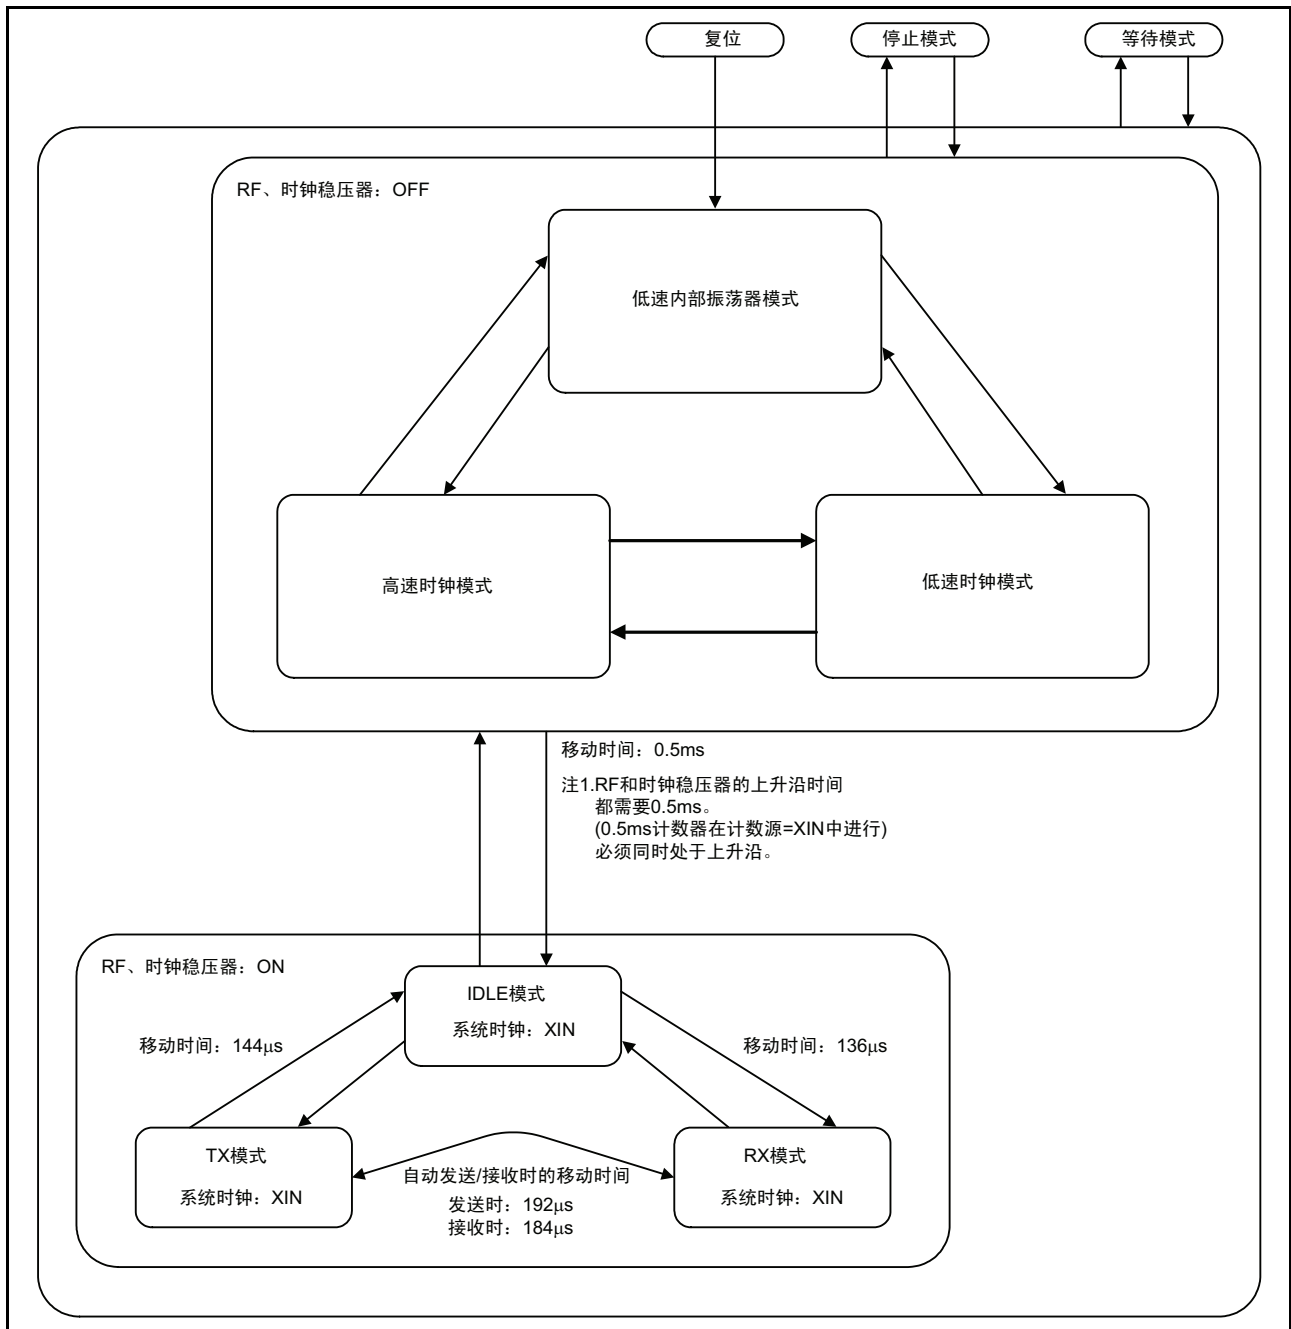 复位
停止模式
等待模式
RF、时钟稳压器：OFF
低速内部振荡器模式
高速时钟模式
低速时钟模式
移动时间：0.5ms
注1.RF和时钟稳压器的上升沿时间
都需要0.5ms。
(0.5ms计数器在计数源=XIN中进行)
必须同时处于上升沿。
RF、时钟稳压器：ON
IDLE模式
系统时钟：XIN
移动时间：144μs
移动时间：136μs
TX模式
系统时钟：XIN
RX模式
系统时钟：XIN
自动发送/接收时的移动时间
发送时：192μs
接收时：184μs